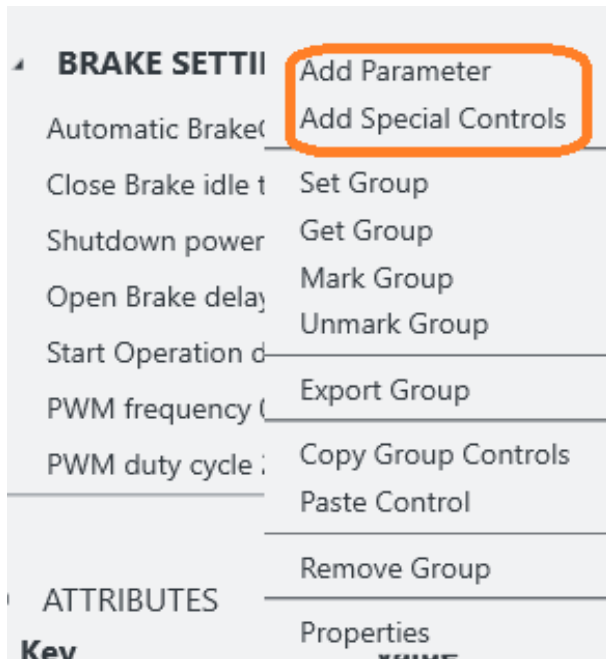 BRAKE SETTI
Automatic Brake
Close Brake idle t
Shutdown power
Open Brake delay
Start Operation d
PWM frequency
PWM duty cycle
ATTRIBUTES
Key
Add Parameter
Add Special Controls
Set Group
Get Group
Mark Group
Unmark Group
Export Group
Copy Group Controls
Paste Control
Remove Group
Properties